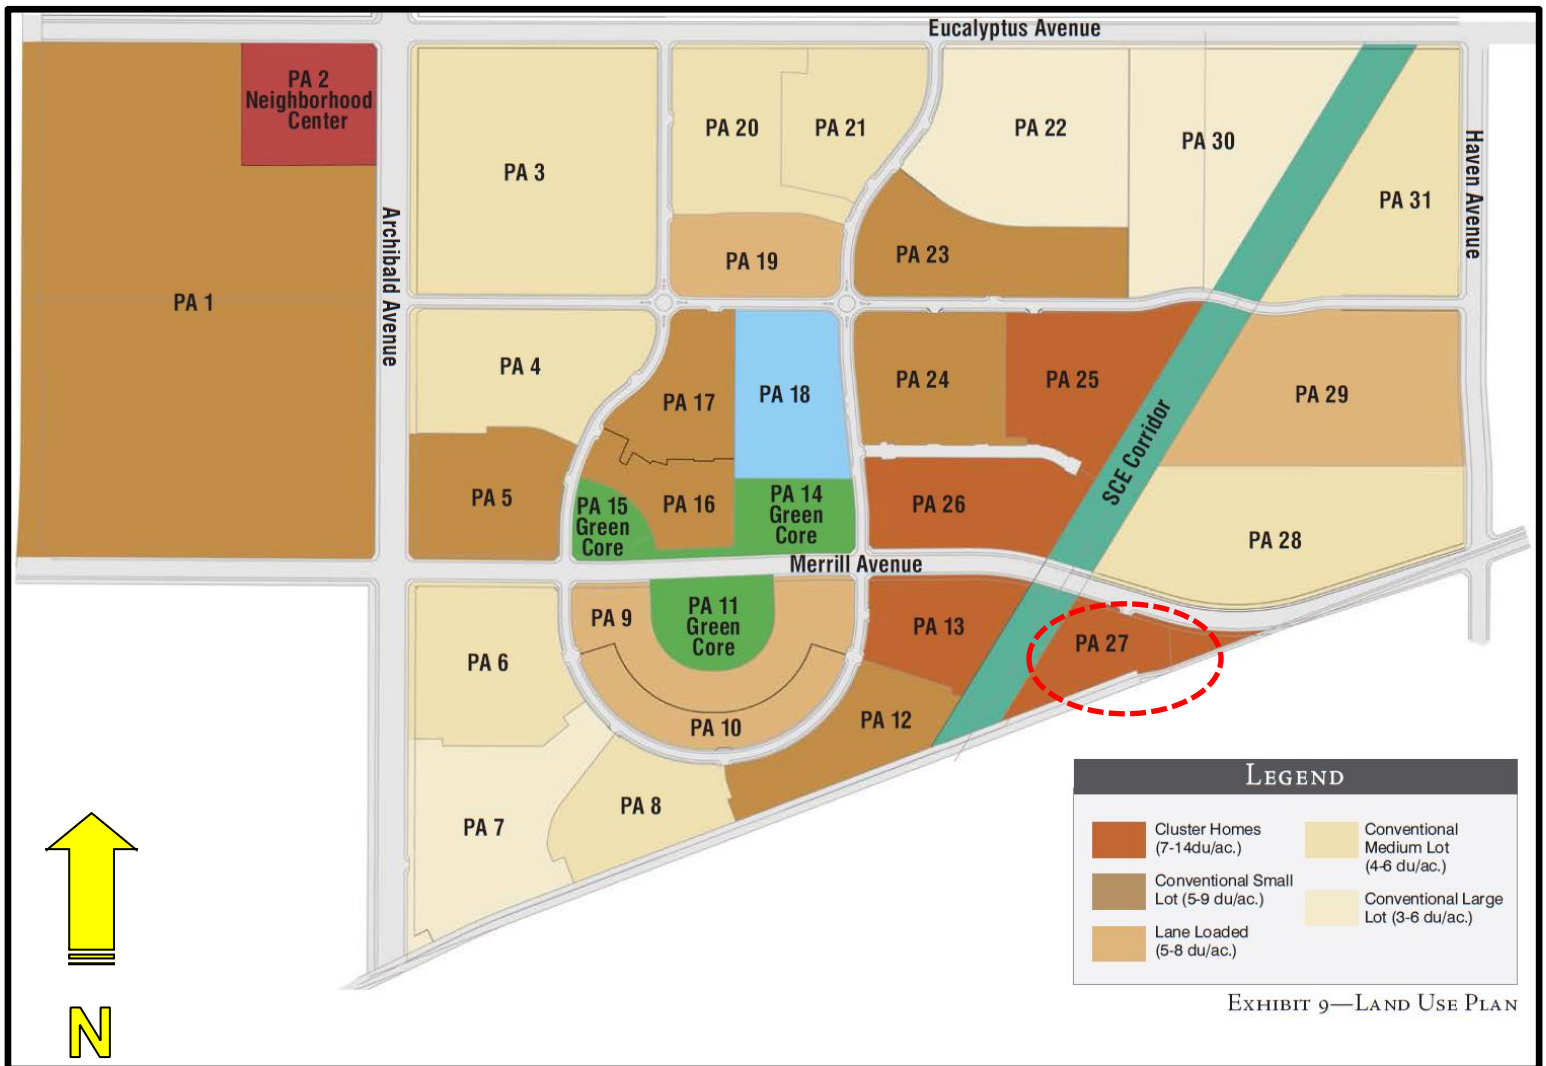 Eucalyptus Avenue
PA 2
Neighborhood
Center
PA 20
PA 21
PA 22
PA 30
PA 3
PA 31
Haven Avenue
Archibald Avenue
PA 19
PA 23
PA 1
PA 4
PA 17
PA 18
PA 24
PA 25
PA 29
SCE Corridor
PA 5
PA 15
Green
Core
PA 16
PA 14
Green
Core
PA 26
PA 28
Merrill Avenue
PA 9
PA 11
Green
Core
PA 13
PA 27
PA 6
PA 10
PA 12
PA 7
PA 8
LEGEND
Cluster Homes
(7-14du/ac.)
Conventional Small
Lot (5-9 du/ac.)
Lane Loaded
(5-8 du/ac.)
Conventional
Medium Lot
(4-6 du/ac.)
Conventional Large
Lot (3-6 du/ac.)
EXHIBIT 9—LAND USE PLAN
N